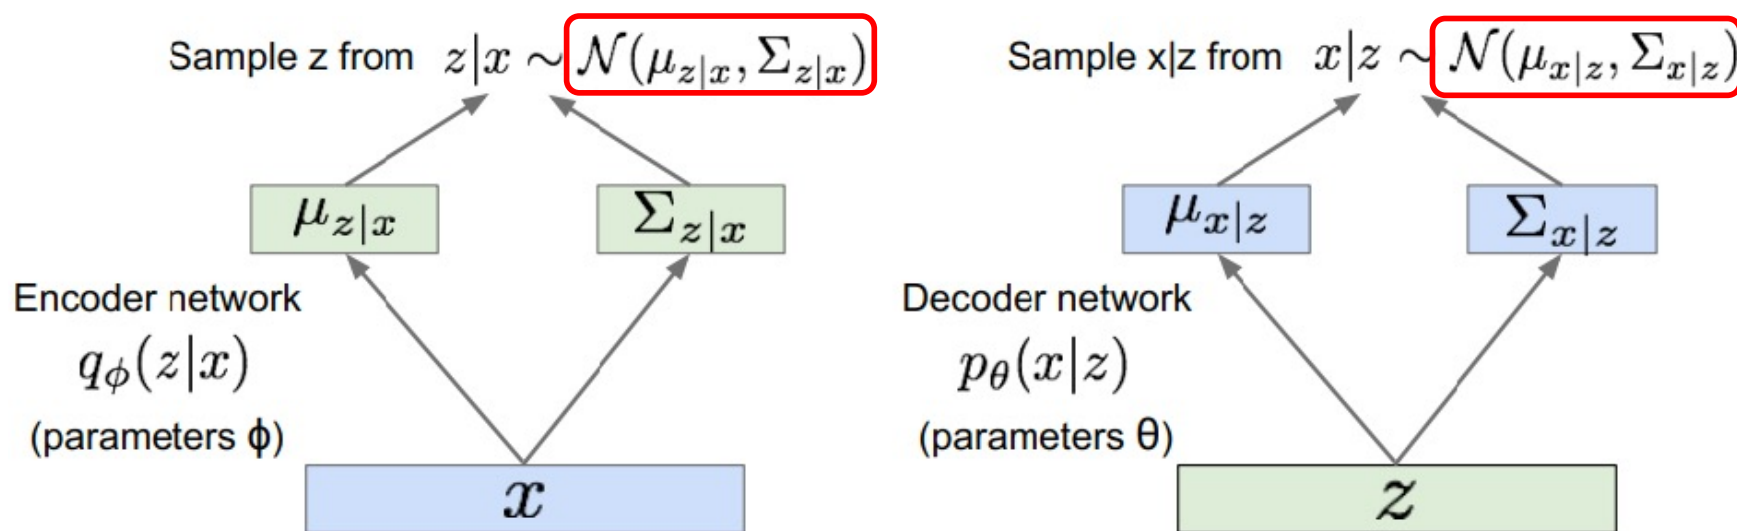 Sample z from z|x ~ 𝒩(μ_{z|x}, Σ_{z|x})
μ_{z|x}
Σ_{z|x}
Encoder network
q_ϕ(z|x)
(parameters ϕ)
x
Sample x|z from x|z ~ 𝒩(μ_{x|z}, Σ_{x|z})
μ_{x|z}
Σ_{x|z}
Decoder network
p_θ(x|z)
(parameters θ)
z